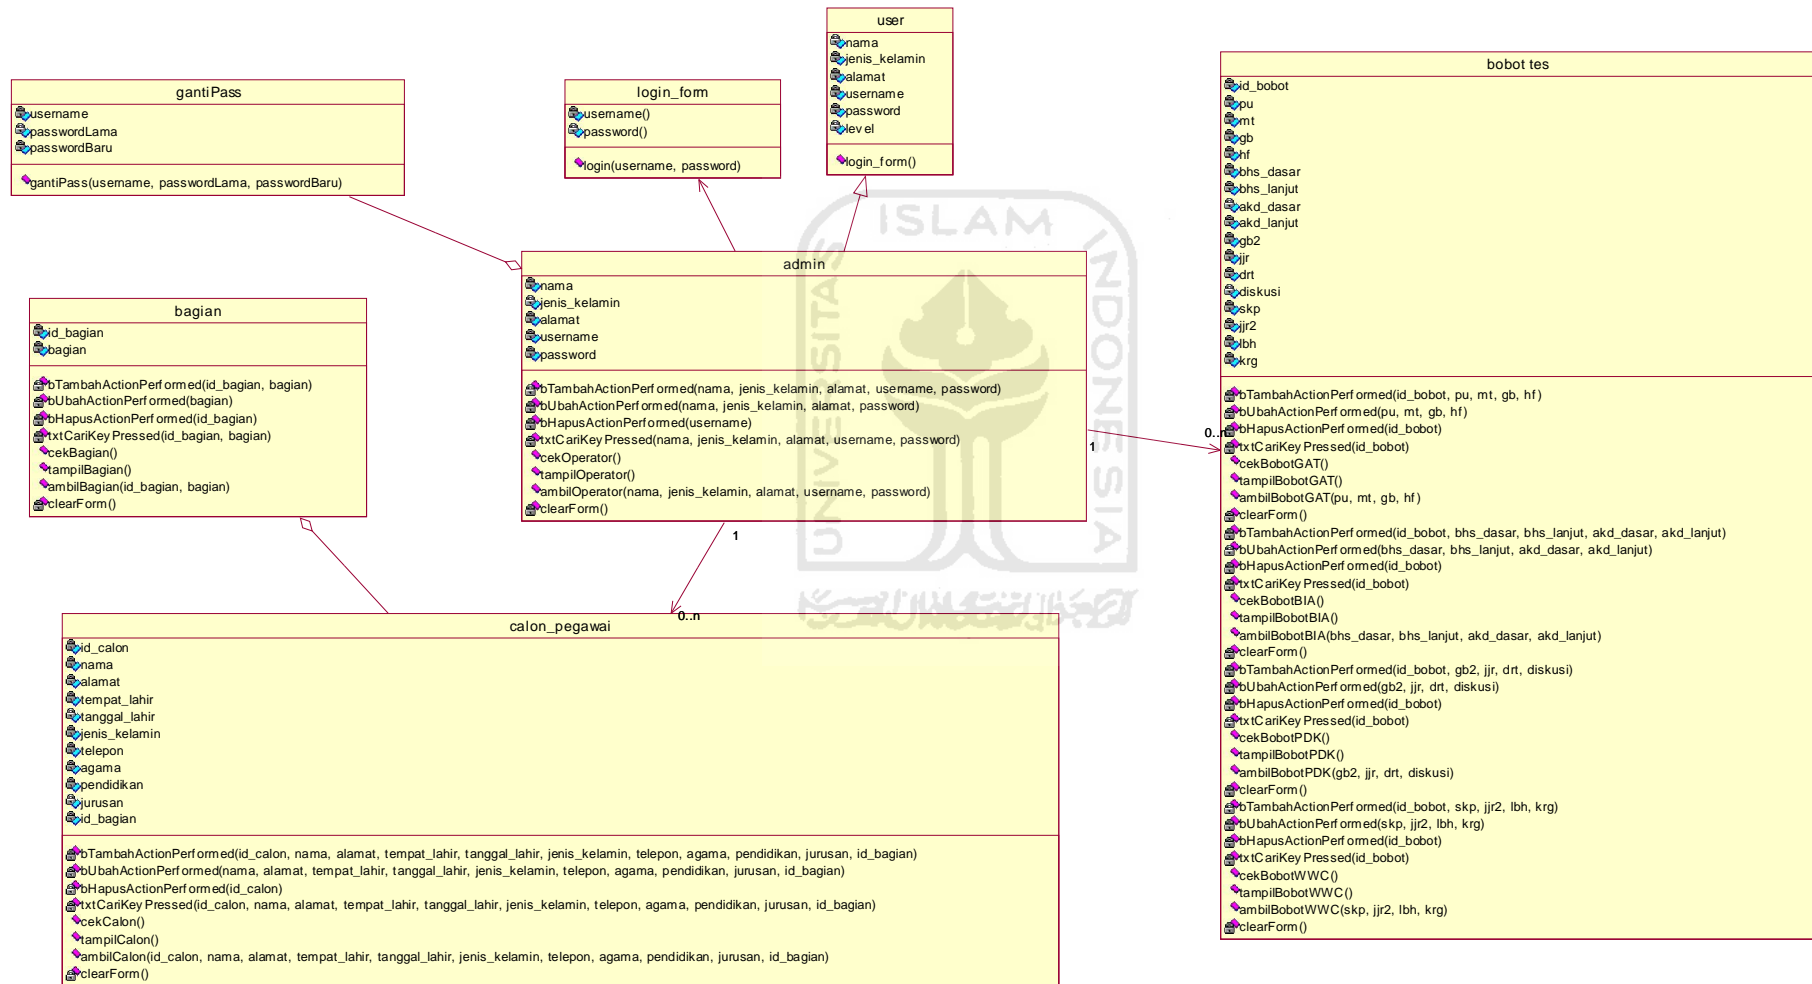 user
nama
jenis_kelamin
alamat
username
password
level
login_form()
gantiPass
username
passwordLama
passwordBaru
gantiPass(username, passwordLama, passwordBaru)
login_form
username()
password()
login(username, password)
bobot tes
id_bobot
pu
mt
gb
hf
bhs_dasar
bhs_lanjut
akd_dasar
akd_lanjut
gb2
jjr
drt
diskusi
skp
jjr2
lbh
krg
bTambahActionPerformed(id_bobot, pu, mt, gb, hf)
bUbahActionPerformed(pu, mt, gb, hf)
bHapusActionPerformed(id_bobot)
txtCariKeyPressed(id_bobot)
cekBobotGAT()
tampilBobotGAT()
ambilBobotGAT(pu, mt, gb, hf)
clearForm()
bTambahActionPerformed(id_bobot, bhs_dasar, bhs_lanjut, akd_dasar, akd_lanjut)
bUbahActionPerformed(bhs_dasar, bhs_lanjut, akd_dasar, akd_lanjut)
bHapusActionPerformed(id_bobot)
txtCariKeyPressed(id_bobot)
cekBobotBIA()
tampilBobotBIA()
ambilBobotBIA(bhs_dasar, bhs_lanjut, akd_dasar, akd_lanjut)
clearForm()
bTambahActionPerformed(id_bobot, gb2, jjr, drt, diskusi)
bUbahActionPerformed(gb2, jjr, drt, diskusi)
bHapusActionPerformed(id_bobot)
txtCariKeyPressed(id_bobot)
cekBobotPDK()
tampilBobotPDK()
ambilBobotPDK(gb2, jjr, drt, diskusi)
clearForm()
bTambahActionPerformed(id_bobot, skp, jjr2, lbh, krg)
bUbahActionPerformed(skp, jjr2, lbh, krg)
bHapusActionPerformed(id_bobot)
txtCariKeyPressed(id_bobot)
cekBobotWWC()
tampilBobotWWC()
ambilBobotWWC(skp, jjr2, lbh, krg)
clearForm()
admin
nama
jenis_kelamin
alamat
username
password
bTambahActionPerformed(nama, jenis_kelamin, alamat, username, password)
bUbahActionPerformed(nama, jenis_kelamin, alamat, password)
bHapusActionPerformed(username)
txtCariKeyPressed(nama, jenis_kelamin, alamat, username, password)
cekOperator()
tampilOperator()
ambilOperator(nama, jenis_kelamin, alamat, username, password)
clearForm()
1
0..n
1
0..n
bagian
id_bagian
bagian
bTambahActionPerformed(id_bagian, bagian)
bUbahActionPerformed(bagian)
bHapusActionPerformed(id_bagian)
txtCariKeyPressed(id_bagian, bagian)
cekBagian()
tampilBagian()
ambilBagian(id_bagian, bagian)
clearForm()
calon_pegawai
id_calon
nama
alamat
tempat_lahir
tanggal_lahir
jenis_kelamin
telepon
agama
pendidikan
jurusan
id_bagian
bTambahActionPerformed(id_calon, nama, alamat, tempat_lahir, tanggal_lahir, jenis_kelamin, telepon, agama, pendidikan, jurusan, id_bagian)
bUbahActionPerformed(nama, alamat, tempat_lahir, tanggal_lahir, jenis_kelamin, telepon, agama, pendidikan, jurusan, id_bagian)
bHapusActionPerformed(id_calon)
txtCariKeyPressed(id_calon, nama, alamat, tempat_lahir, tanggal_lahir, jenis_kelamin, telepon, agama, pendidikan, jurusan, id_bagian)
cekCalon()
tampilCalon()
ambilCalon(id_calon, nama, alamat, tempat_lahir, tanggal_lahir, jenis_kelamin, telepon, agama, pendidikan, jurusan, id_bagian)
clearForm()
UNIVERSITAS
ISLAM
INDONESIA